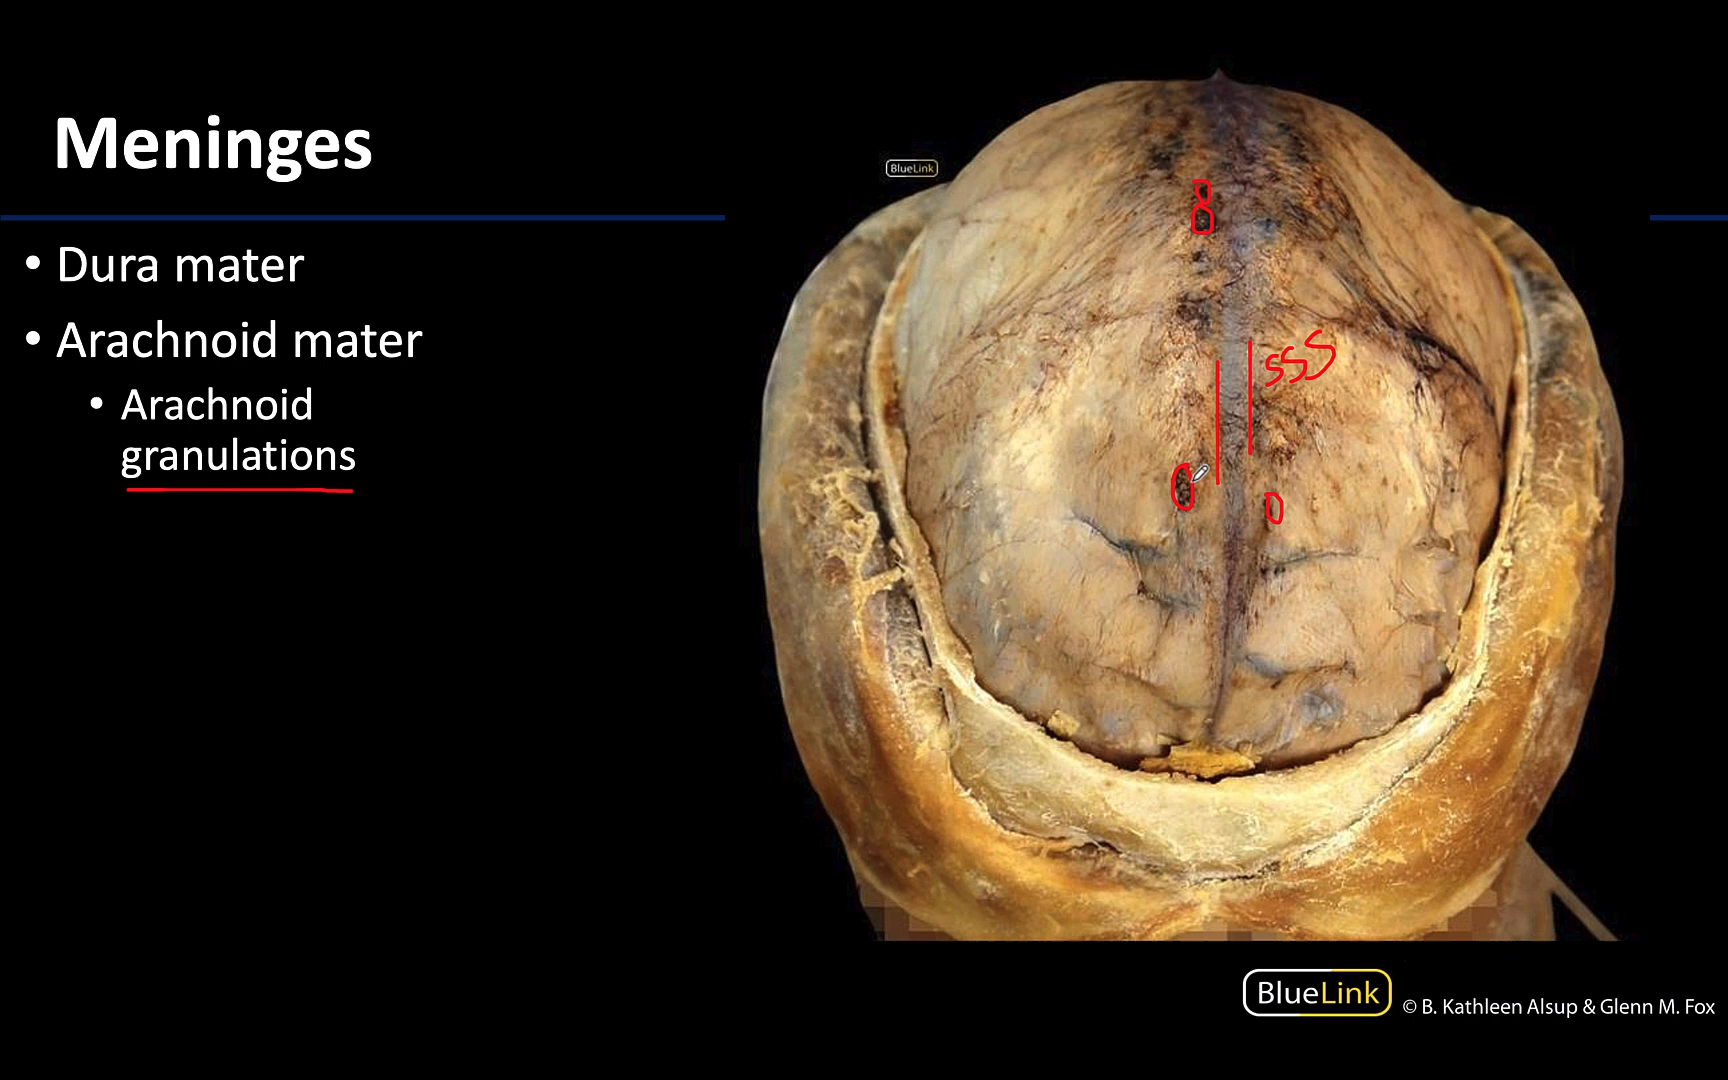 Meninges
BlueLink
• Dura mater
• Arachnoid mater
• Arachnoid
granulations
SSS
BlueLink
© B. Kathleen Alsup & Glenn M. Fox